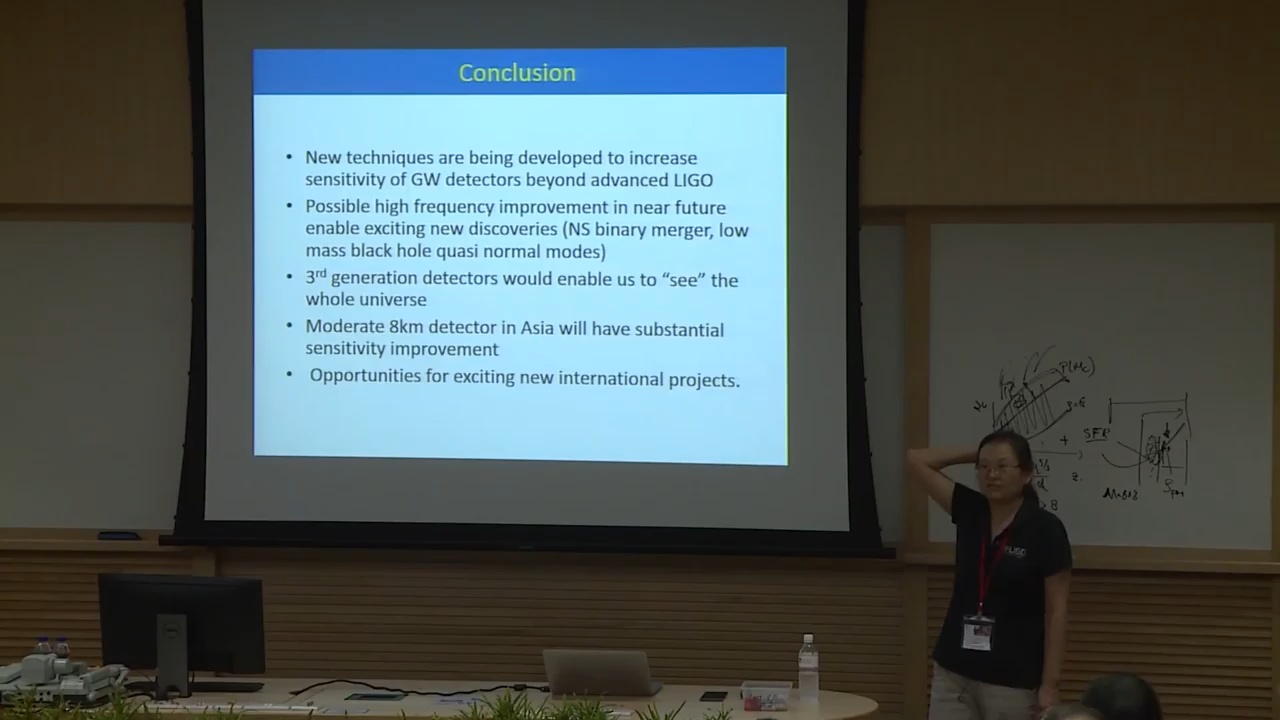 Conclusion
• New techniques are being developed to increase
sensitivity of GW detectors beyond advanced LIGO
• Possible high frequency improvement in near future
enable exciting new discoveries (NS binary merger, low
mass black hole quasi normal modes)
• 3rd generation detectors would enable us to “see” the
whole universe
• Moderate 8km detector in Asia will have substantial
sensitivity improvement
• Opportunities for exciting new international projects.
P(Mc)
SFR
LIGO